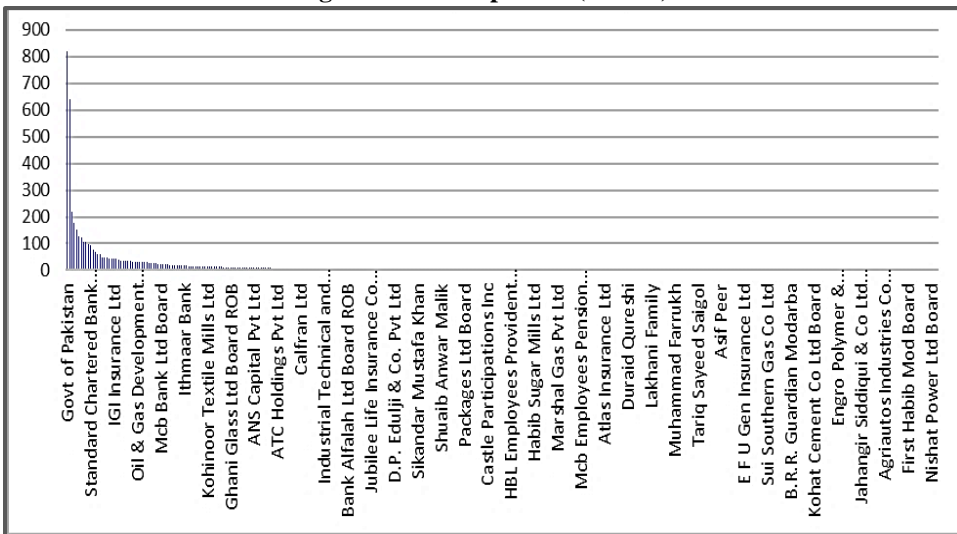 900
800
700
600
500
400
300
200
100
0
Govt of Pakistan
Standard Chartered Bank...
IGI Insurance Ltd
Oil & Gas Development...
Mcb Bank Ltd Board
Ithmaar Bank
Kohinoor Textile Mills Ltd
Ghani Glass Ltd Board ROB
ANS Capital Pvt Ltd
ATC Holdings Pvt Ltd
Calfran Ltd
Industrial Technical and...
Bank Alfalah Ltd Board ROB
Jubilee Life Insurance Co...
D.P. Edulji & Co. Pvt Ltd
Sikandar Mustafa Khan
Shuaib Anwar Malik
Packages Ltd Board
Castle Participations Inc
HBL Employees Provident...
Habib Sugar Mills Ltd
Marshal Gas Pvt Ltd
Mcb Employees Pension...
Atlas Insurance Ltd
Duraid Qureshi
Lakhani Family
Muhammad Farrukh
Tariq Sayeed Saigol
Asif Peer
E F U Gen Insurance Ltd
Sui Southern Gas Co Ltd
B.R.R. Guardian Modarba
Kohat Cement Co Ltd Board
Engro Polymer &...
Jahangir Siddiqui & Co Ltd...
Agriautos Industries Co...
First Habib Mod Board
Nishat Power Ltd Board